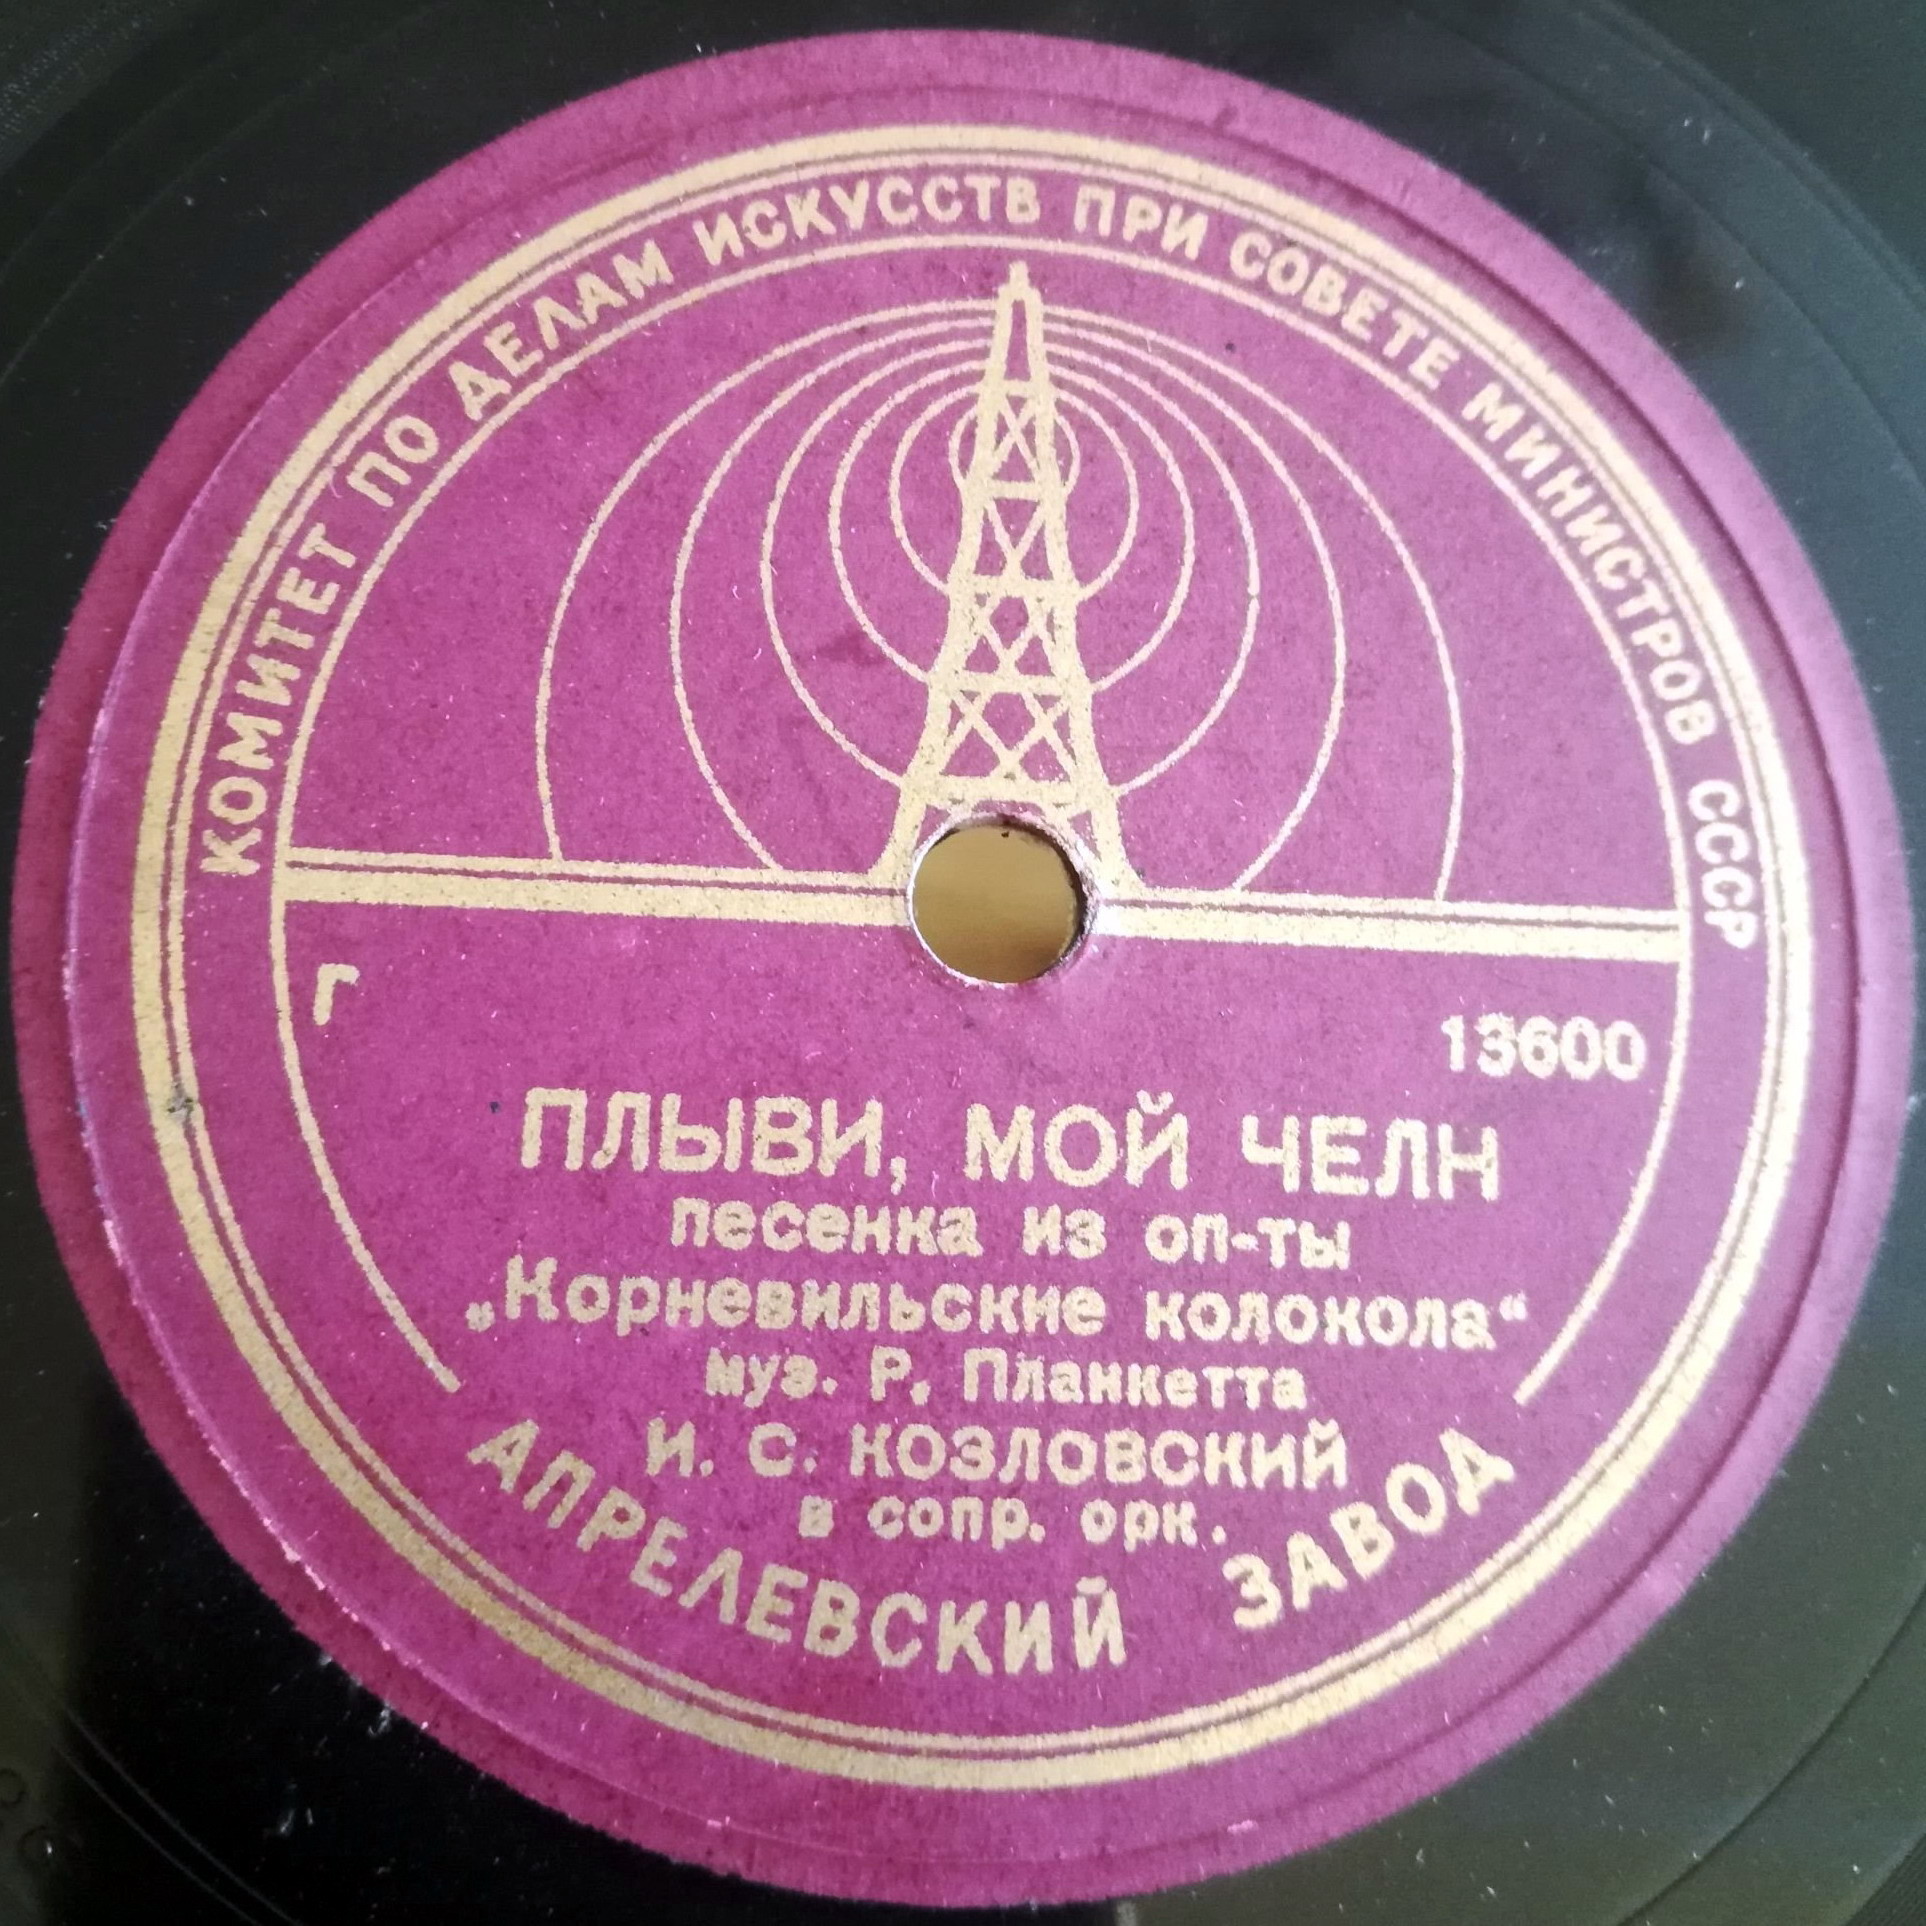 КОМИТЕТ ПО ДЕЛАМ ИСКУССТВ ПРИ СОВЕТЕ МИНИСТРОВ СССР
Г
13600
ПЛЫВИ, МОЙ ЧЕЛН
песенка из оп-ты
„Корневильские колокола“
муз. Р. Планкетта
И. С. КОЗЛОВСКИЙ
в сопр. орк.
АПРЕЛЕВСКИЙ ЗАВОД